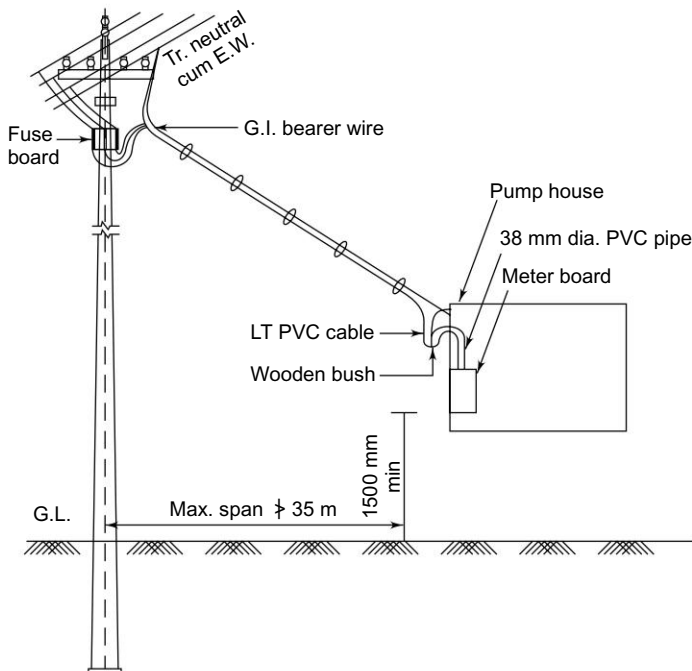 Tr. neutral
cum E.W.
Fuse
board
G.I. bearer wire
Pump house
38 mm dia. PVC pipe
Meter board
LT PVC cable
Wooden bush
1500 mm
min
Max. span ≯ 35 m
G.L.